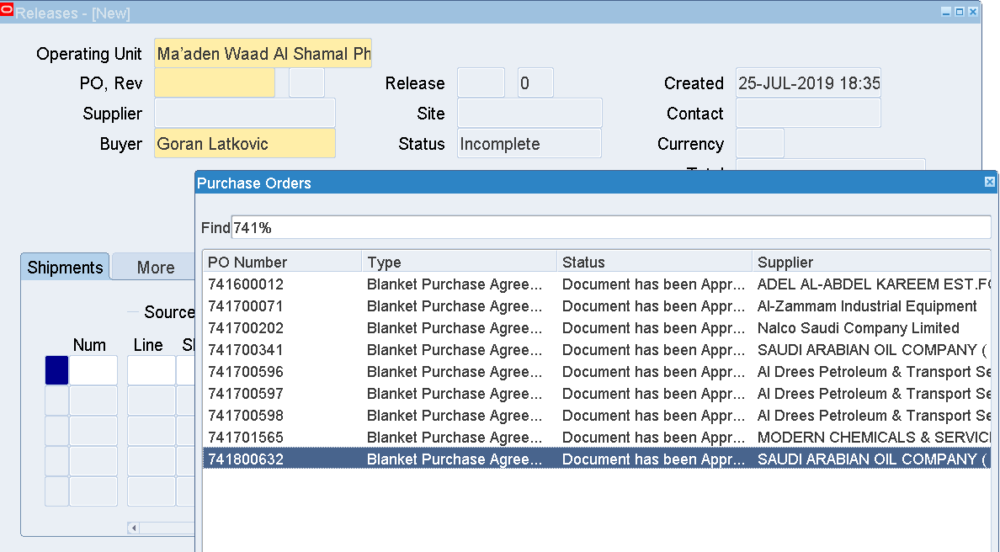 Releases - [New]
Operating Unit Ma'aden Waad Al Shamal Ph
PO, Rev Release 0 Created 25-JUL-2019 18:35
Supplier Site Contact
Buyer Goran Latkovic Status Incomplete Currency
Purchase Orders
Find 741%
PO Number Type Status Supplier
741600012 Blanket Purchase Agree... Document has been Appr... ADEL AL-ABDEL KAREEM EST.FO
741700071 Blanket Purchase Agree... Document has been Appr... Al-Zammam Industrial Equipment
741700202 Blanket Purchase Agree... Document has been Appr... Nalco Saudi Company Limited
741700341 Blanket Purchase Agree... Document has been Appr... SAUDI ARABIAN OIL COMPANY (
741700596 Blanket Purchase Agree... Document has been Appr... Al Drees Petroleum & Transport Se
741700597 Blanket Purchase Agree... Document has been Appr... Al Drees Petroleum & Transport Se
741700598 Blanket Purchase Agree... Document has been Appr... Al Drees Petroleum & Transport Se
741701565 Blanket Purchase Agree... Document has been Appr... MODERN CHEMICALS & SERVIC
741800632 Blanket Purchase Agree... Document has been Appr... SAUDI ARABIAN OIL COMPANY (
Shipments More
Source
Num Line